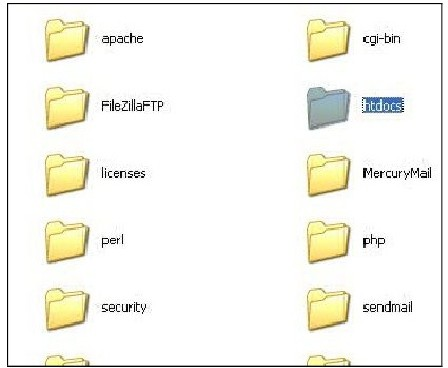 apache
cgi-bin
FileZillaFTP
htdocs
licenses
MercuryMail
perl
php
security
sendmail